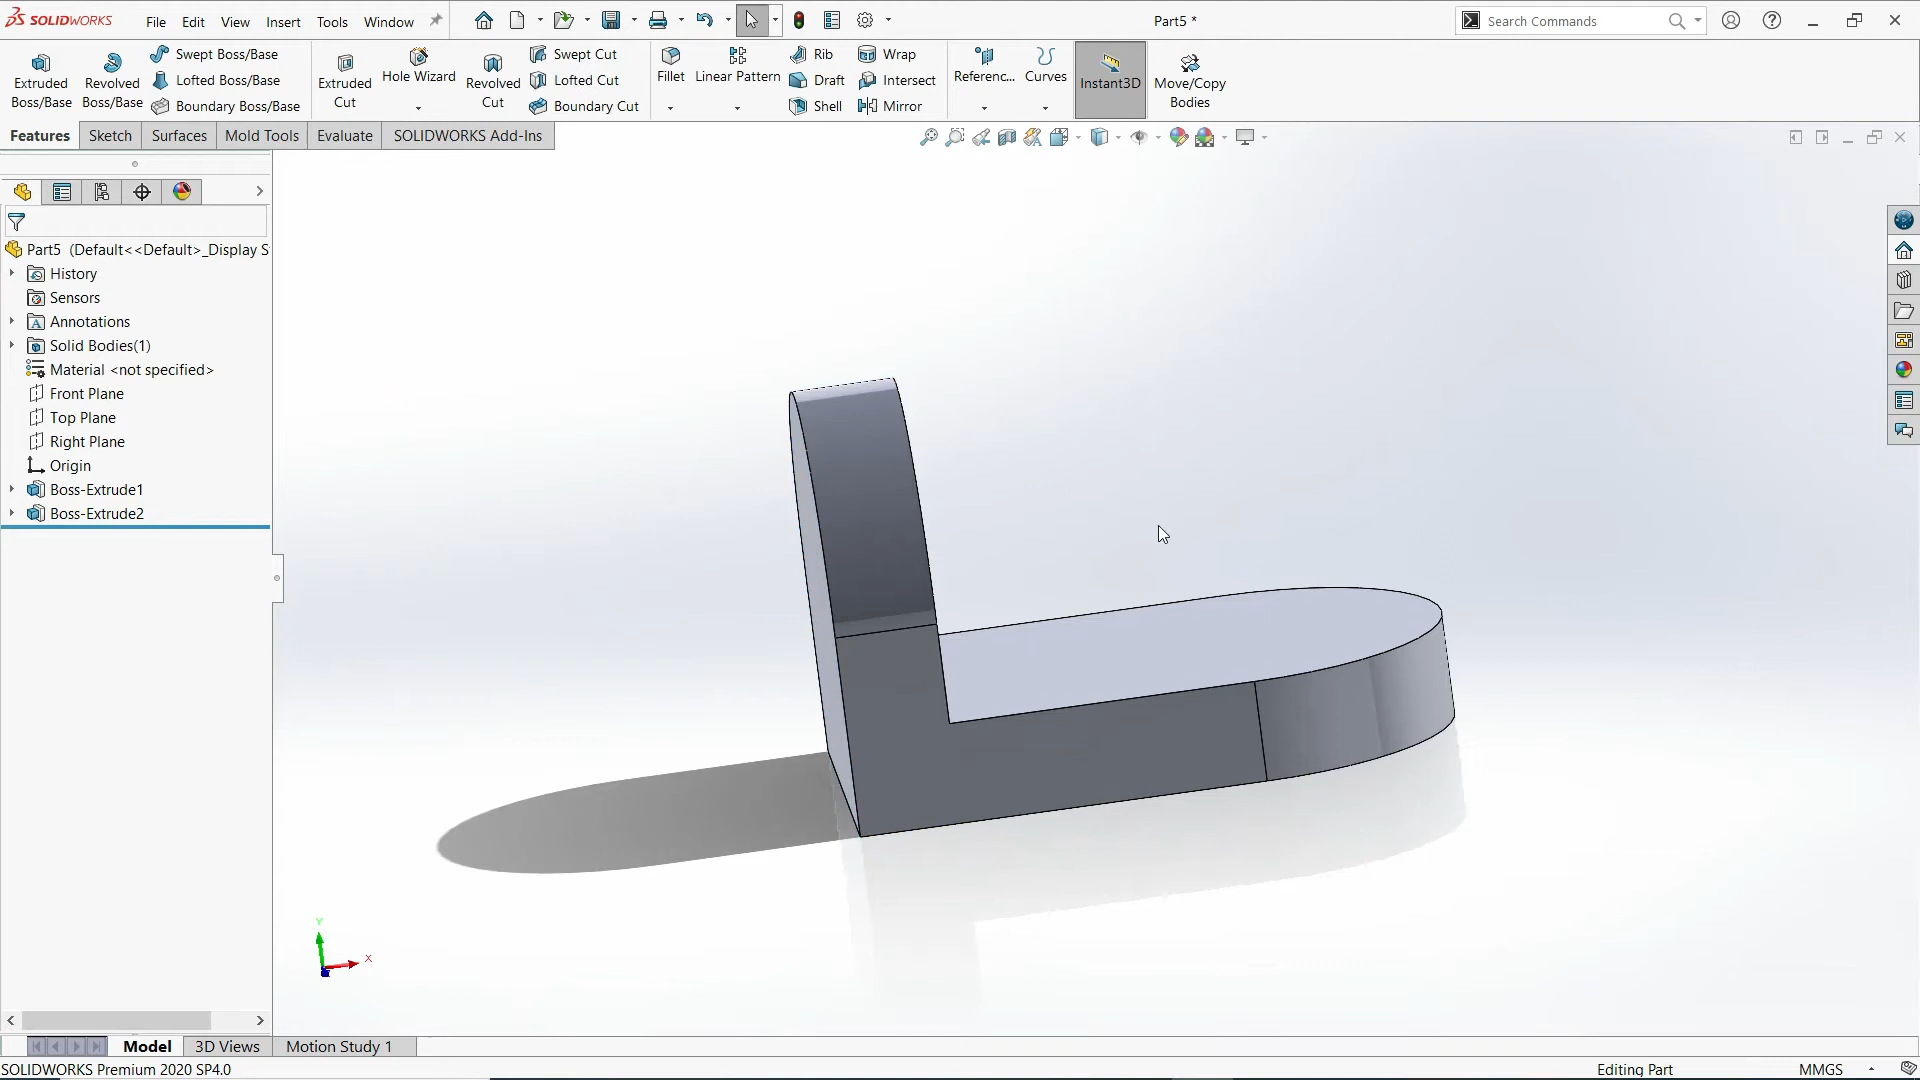 SOLIDWORKS File Edit View Insert Tools Window Part5 * Search Commands
Extruded Boss/Base
Revolved Boss/Base
Swept Boss/Base
Lofted Boss/Base
Boundary Boss/Base
Extruded Cut
Hole Wizard
Revolved Cut
Swept Cut
Lofted Cut
Boundary Cut
Fillet
Linear Pattern
Rib
Draft
Shell
Wrap
Intersect
Mirror
Referenc...
Curves
Instant3D
Move/Copy Bodies
Features Sketch Surfaces Mold Tools Evaluate SOLIDWORKS Add-Ins
Part5 (Default<<Default>_Display S
History
Sensors
Annotations
Solid Bodies(1)
Material <not specified>
Front Plane
Top Plane
Right Plane
Origin
Boss-Extrude1
Boss-Extrude2
Y
X
Model 3D Views Motion Study 1
SOLIDWORKS Premium 2020 SP4.0 Editing Part MMGS